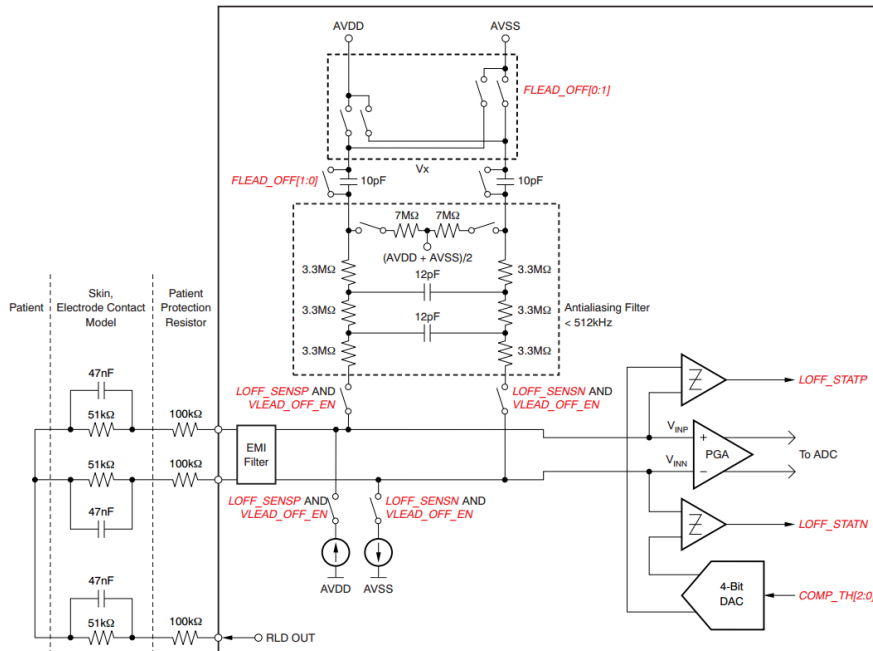 AVDD
AVSS
FLEAD_OFF[0:1]
Vx
FLEAD_OFF[1:0]
10pF
10pF
7MΩ
7MΩ
(AVDD + AVSS)/2
3.3MΩ
3.3MΩ
12pF
3.3MΩ
3.3MΩ
12pF
3.3MΩ
3.3MΩ
Antialiasing Filter
< 512kHz
Patient
Skin,
Electrode Contact
Model
Patient
Protection
Resistor
47nF
51kΩ
100kΩ
51kΩ
100kΩ
47nF
47nF
51kΩ
100kΩ
RLD OUT
EMI
Filter
LOFF_SENSP AND
VLEAD_OFF_EN
LOFF_SENSN AND
VLEAD_OFF_EN
LOFF_SENSP AND
VLEAD_OFF_EN
LOFF_SENSN AND
VLEAD_OFF_EN
AVDD
AVSS
LOFF_STATP
VINP
+
PGA
To ADC
VINN
−
LOFF_STATN
4-Bit
DAC
COMP_TH[2:0]